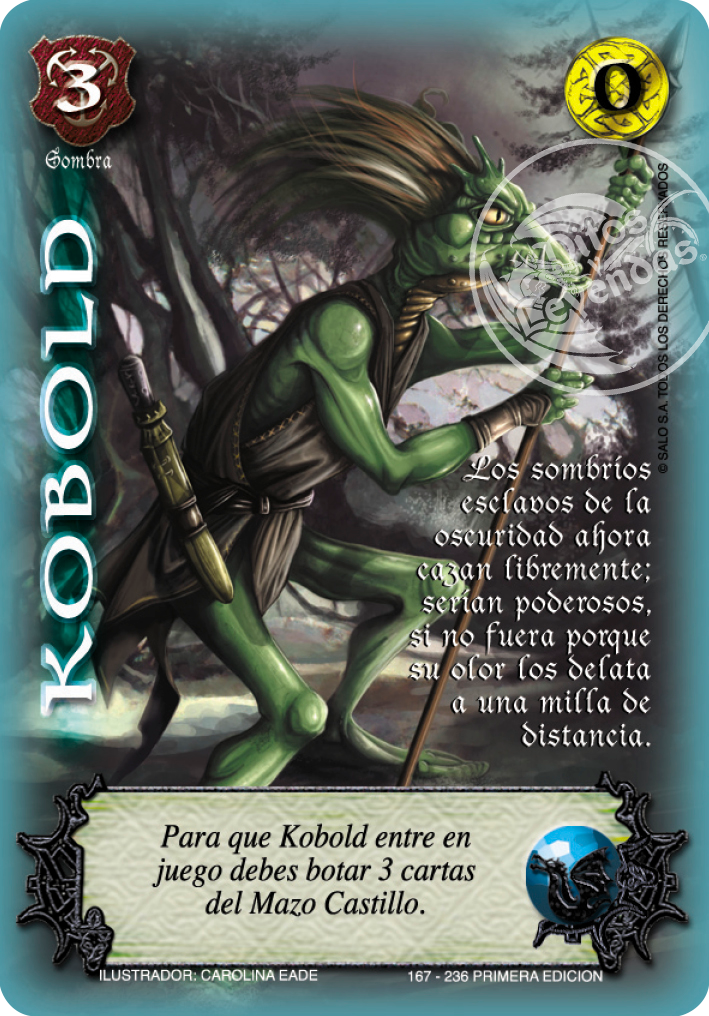 3
Sombra
0
KOBOLD
Mitos
Leyendas
®
© SALO S.A. TODOS LOS DERECHOS RESERVADOS
Los sombríos
esclavos de la
oscuridad ahora
cazan libremente;
serían poderosos,
si no fuera porque
su olor los delata
a una milla de
distancia.
Para que Kobold entre en
juego debes botar 3 cartas
del Mazo Castillo.
ILUSTRADOR: CAROLINA EADE
167 - 236 PRIMERA EDICION